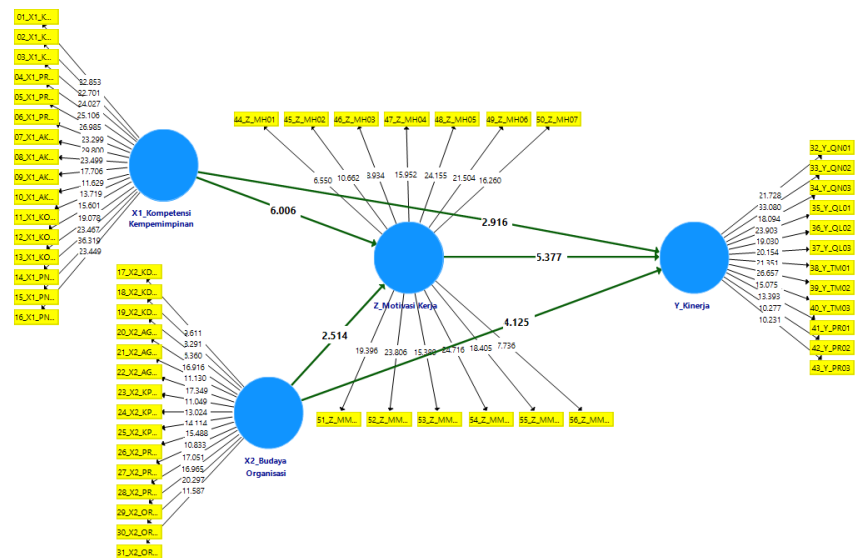 01_X1_K...
02_X1_K...
03_X1_K...
04_X1_PR...
05_X1_PR...
06_X1_PR...
07_X1_AK...
08_X1_AK...
09_X1_AK...
10_X1_AK...
11_X1_KO...
12_X1_KO...
13_X1_KO...
14_X1_PN...
15_X1_PN...
16_X1_PN...
32.853
22.701
24.027
25.106
26.985
23.299
29.800
23.499
17.706
11.629
13.719
15.601
19.078
23.467
36.319
23.449
X1_Kompetensi
Kempemimpinan
44_Z_MH01
45_Z_MH02
46_Z_MH03
47_Z_MH04
48_Z_MH05
49_Z_MH06
50_Z_MH07
6.550
10.662
3.934
15.952
24.155
21.504
16.260
6.006
2.916
5.377
4.125
2.514
Z_Motivasi Kerja
19.396
23.806
15.380
24.716
18.405
7.736
51_Z_MM...
52_Z_MM...
53_Z_MM...
54_Z_MM...
55_Z_MM...
56_Z_MM...
17_X2_KD...
18_X2_KD...
19_X2_KD...
20_X2_AG...
21_X2_AG...
22_X2_AG...
23_X2_KP...
24_X2_KP...
25_X2_KP...
26_X2_PR...
27_X2_PR...
28_X2_PR...
29_X2_OR...
30_X2_OR...
31_X2_OR...
3.611
3.291
5.360
16.916
11.130
17.349
11.049
13.024
14.114
15.488
10.833
17.051
16.965
20.297
11.587
X2_Budaya
Organisasi
Y_Kinerja
21.728
33.080
18.094
23.903
19.030
20.154
21.351
26.657
15.075
13.393
10.277
10.231
32_Y_QN01
33_Y_QN02
34_Y_QN03
35_Y_QL01
36_Y_QL02
37_Y_QL03
38_Y_TM01
39_Y_TM02
40_Y_TM03
41_Y_PR01
42_Y_PR02
43_Y_PR03